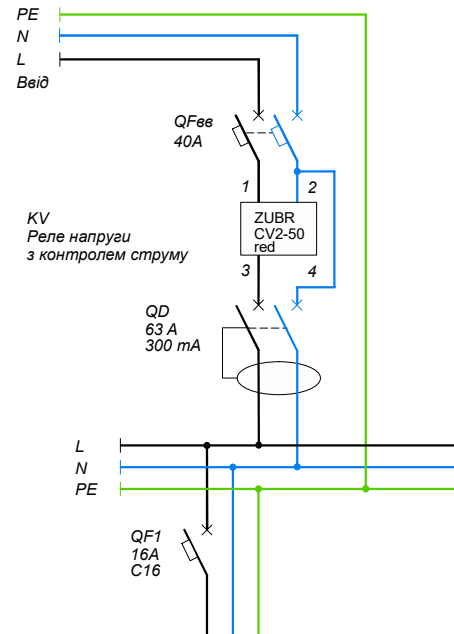 PE
N
L
Ввід
QFвв
40A
1
2
KV
Реле напруги
з контролем струму
ZUBR
CV2-50
red
3
4
QD
63 A
300 mA
L
N
PE
QF1
16A
C16